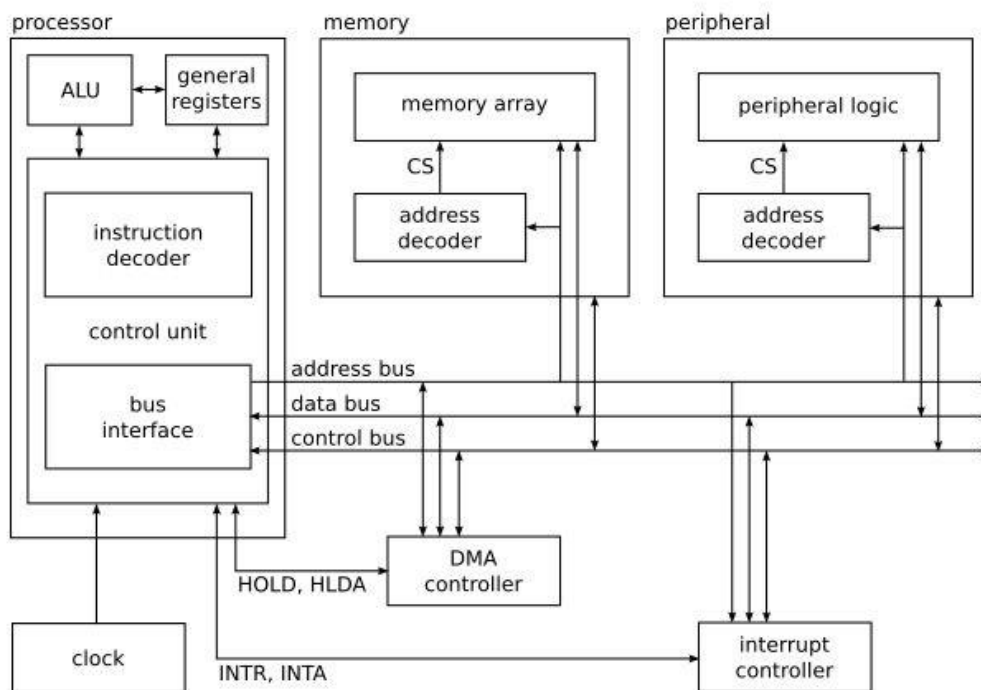 processor
memory
peripheral
ALU
general
registers
memory array
peripheral logic
CS
CS
instruction
decoder
address
decoder
address
decoder
control unit
address bus
bus
interface
data bus
control bus
DMA
controller
HOLD, HLDA
clock
INTR, INTA
interrupt
controller